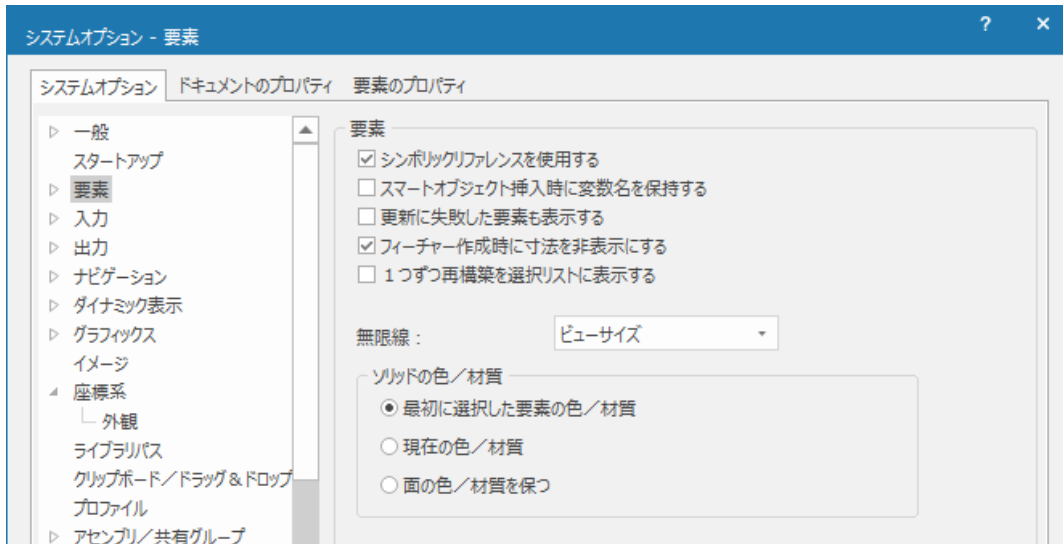 システムオプション - 要素
? ×
システムオプション ドキュメントのプロパティ 要素のプロパティ
一般
スタートアップ
要素
入力
出力
ナビゲーション
ダイナミック表示
グラフィックス
イメージ
座標系
外観
ライブラリパス
クリップボード／ドラッグ＆ドロップ
プロファイル
アセンブリ／共有グループ
要素
シンボリックリファレンスを使用する
スマートオブジェクト挿入時に変数名を保持する
更新に失敗した要素も表示する
フィーチャー作成時に寸法を非表示にする
１つずつ再構築を選択リストに表示する
無限線： ビューサイズ
ソリッドの色／材質
最初に選択した要素の色／材質
現在の色／材質
面の色／材質を保つ